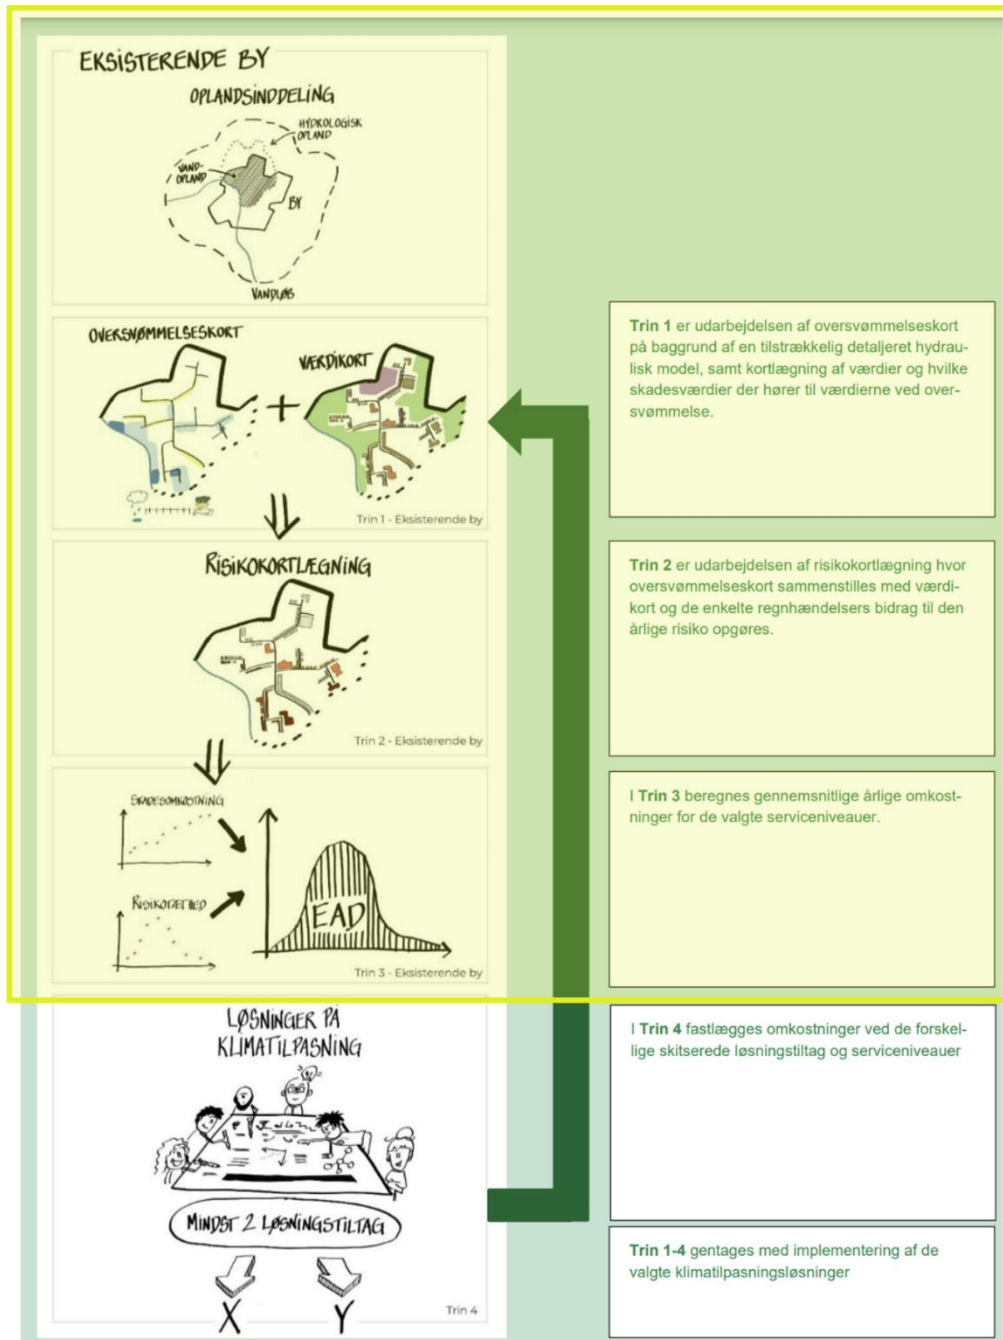 EKSISTERENDE BY
OPLANDSINDDELING
HYDROLOGISK
OPLAND
VAND-
OPLAND
BY
VANDLØB
OVERSVØMMELSESKORT
VÆRDIKORT
+
Trin 1 - Eksisterende by
Trin 1 er udarbejdelsen af oversvømmelseskort
på baggrund af en tilstrækkelig detaljeret hydrau-
lisk model, samt kortlægning af værdier og hvilke
skadesværdier der hører til værdierne ved over-
svømmelse.
RISIKOKORTLÆGNING
Trin 2 - Eksisterende by
Trin 2 er udarbejdelsen af risikokortlægning hvor
oversvømmelseskort sammenstilles med værdi-
kort og de enkelte regnhændelsers bidrag til den
årlige risiko opgøres.
SKADESOMKOSTNING
RISIKOTÆTHED
EAD
Trin 3 - Eksisterende by
I Trin 3 beregnes gennemsnitlige årlige omkost-
ninger for de valgte serviceniveauer.
LØSNINGER PÅ
KLIMATILPASNING
MINDST 2 LØSNINGSTILTAG
X Y
Trin 4
I Trin 4 fastlægges omkostninger ved de forskel-
lige skitserede løsningstiltag og serviceniveauer
Trin 1-4 gentages med implementering af de
valgte klimatilpasningsløsninger